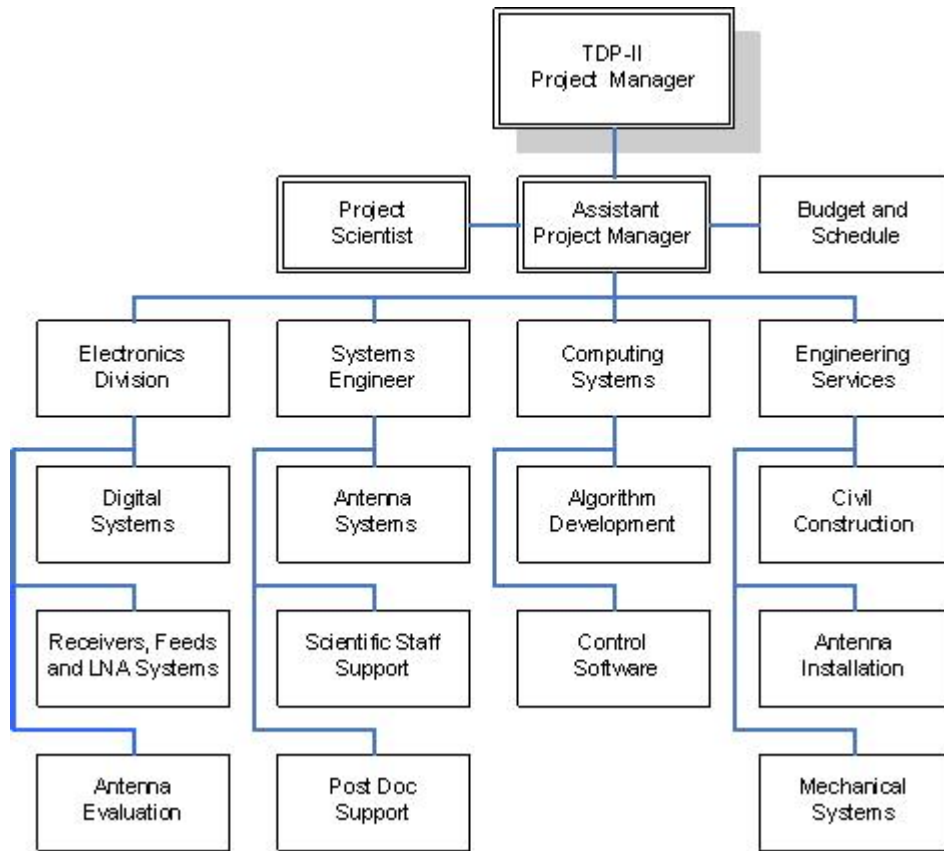 TDP-II
Project Manager
Project
Scientist
Assistant
Project Manager
Budget and
Schedule
Electronics
Division
Systems
Engineer
Computing
Systems
Engineering
Services
Digital
Systems
Antenna
Systems
Algorithm
Development
Civil
Construction
Receivers, Feeds
and LNA Systems
Scientific Staff
Support
Control
Software
Antenna
Installation
Antenna
Evaluation
Post Doc
Support
Mechanical
Systems